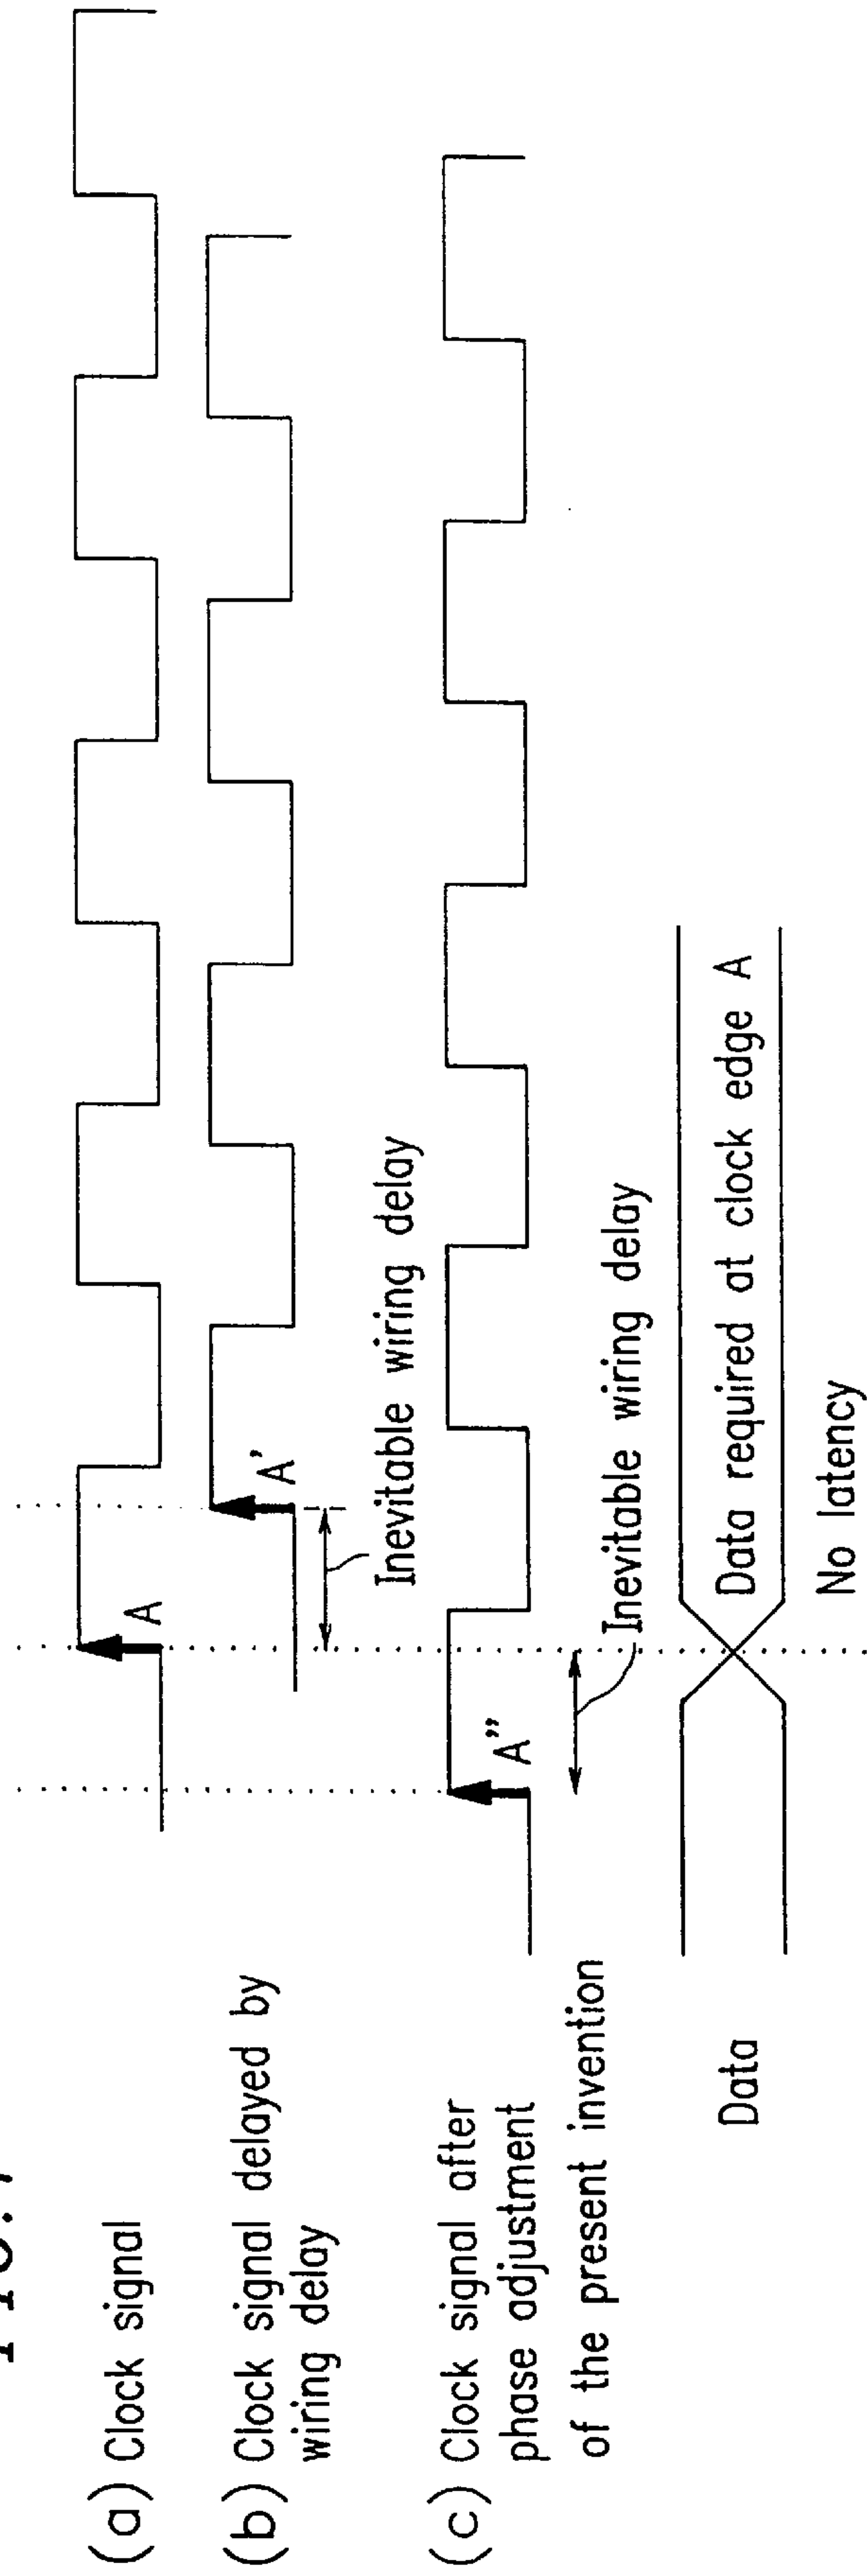 (a) Clock signal
A
(b) Clock signal delayed by
wiring delay
A'
Inevitable wiring delay
(c) Clock signal after
phase adjustment
of the present invention
A"
Inevitable wiring delay
Data
Data required at clock edge A
No latency